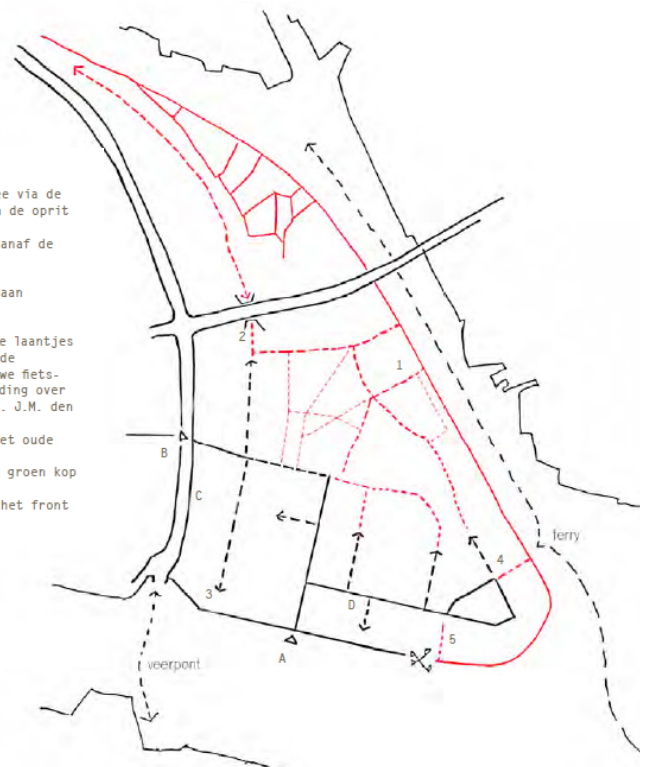 ee via de
n de oprit
anaf de
aan
e laantjes
de
we fiets-
ding over
. J.M. den
et oude
groen kop
het front
1
2
B
C
ferry
4
3
D
5
A
veerpont